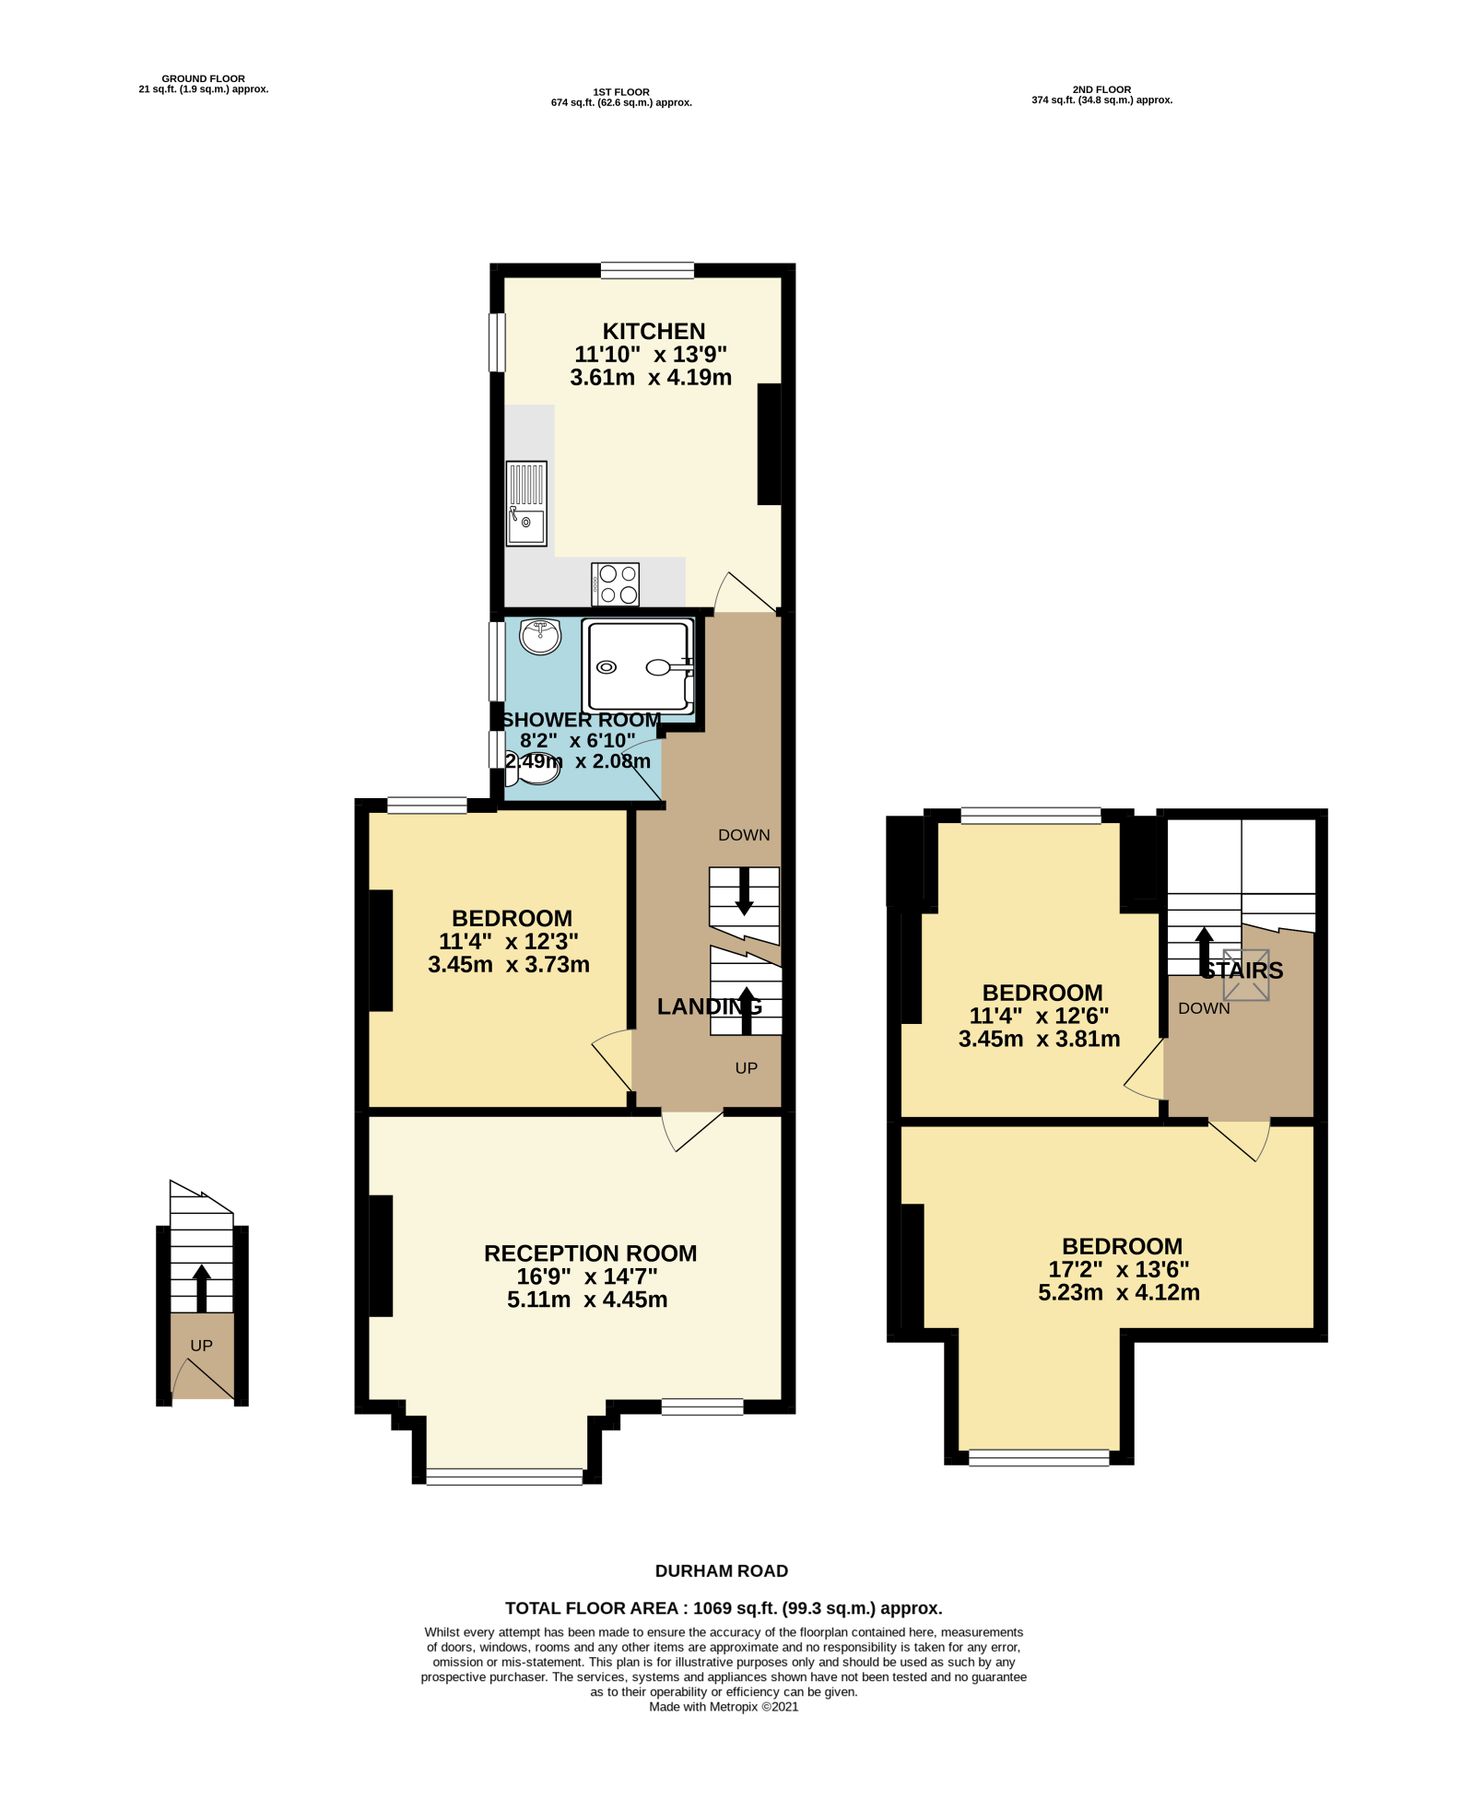 GROUND FLOOR
21 sq.ft. (1.9 sq.m.) approx.
1ST FLOOR
674 sq.ft. (62.6 sq.m.) approx.
2ND FLOOR
374 sq.ft. (34.8 sq.m.) approx.
KITCHEN
11'10" x 13'9"
3.61m x 4.19m
SHOWER ROOM
8'2" x 6'10"
2.49m x 2.08m
DOWN
BEDROOM
11'4" x 12'3"
3.45m x 3.73m
LANDING
UP
STAIRS
DOWN
BEDROOM
11'4" x 12'6"
3.45m x 3.81m
RECEPTION ROOM
16'9" x 14'7"
5.11m x 4.45m
BEDROOM
17'2" x 13'6"
5.23m x 4.12m
UP
DURHAM ROAD
TOTAL FLOOR AREA : 1069 sq.ft. (99.3 sq.m.) approx.
Whilst every attempt has been made to ensure the accuracy of the floorplan contained here, measurements
of doors, windows, rooms and any other items are approximate and no responsibility is taken for any error,
omission or mis-statement. This plan is for illustrative purposes only and should be used as such by any
prospective purchaser. The services, systems and appliances shown have not been tested and no guarantee
as to their operability or efficiency can be given.
Made with Metropix ©2021